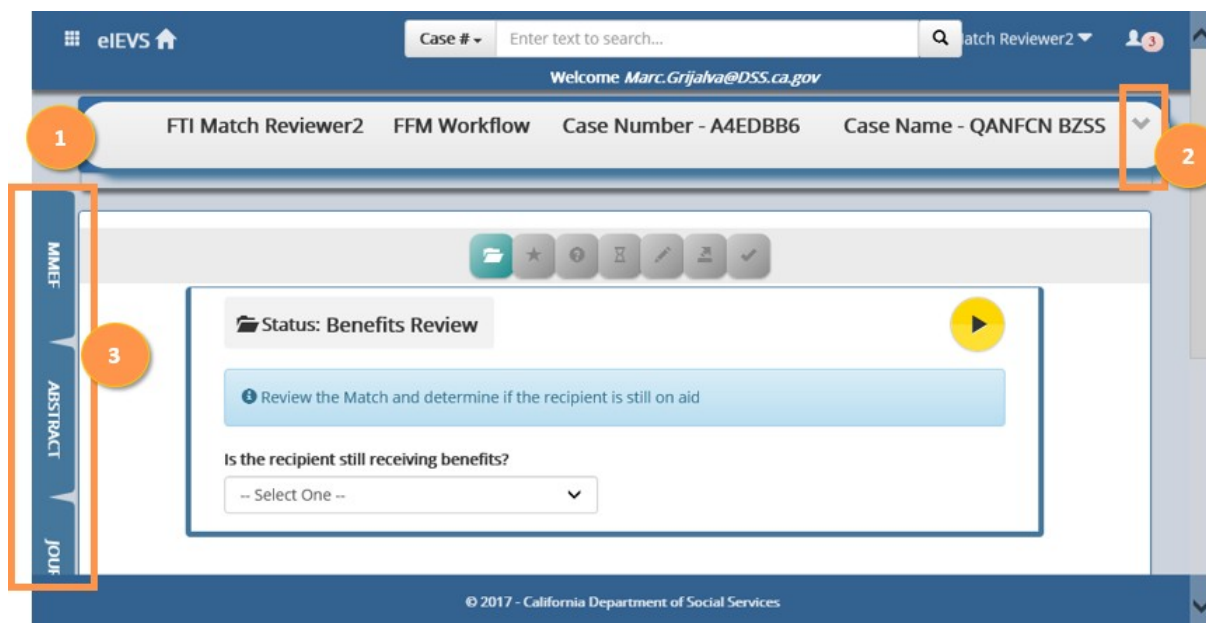 eIEVS
Case #
Enter text to search...
atch Reviewer2
3
Welcome Marc.Grijalva@DSS.ca.gov
1
FTI Match Reviewer2 FFM Workflow Case Number - A4EDBB6 Case Name - QANFCN BZSS
2
MMEF
Status: Benefits Review
3
Review the Match and determine if the recipient is still on aid
ABSTRACT
Is the recipient still receiving benefits?
-- Select One --
JOUR
© 2017 - California Department of Social Services